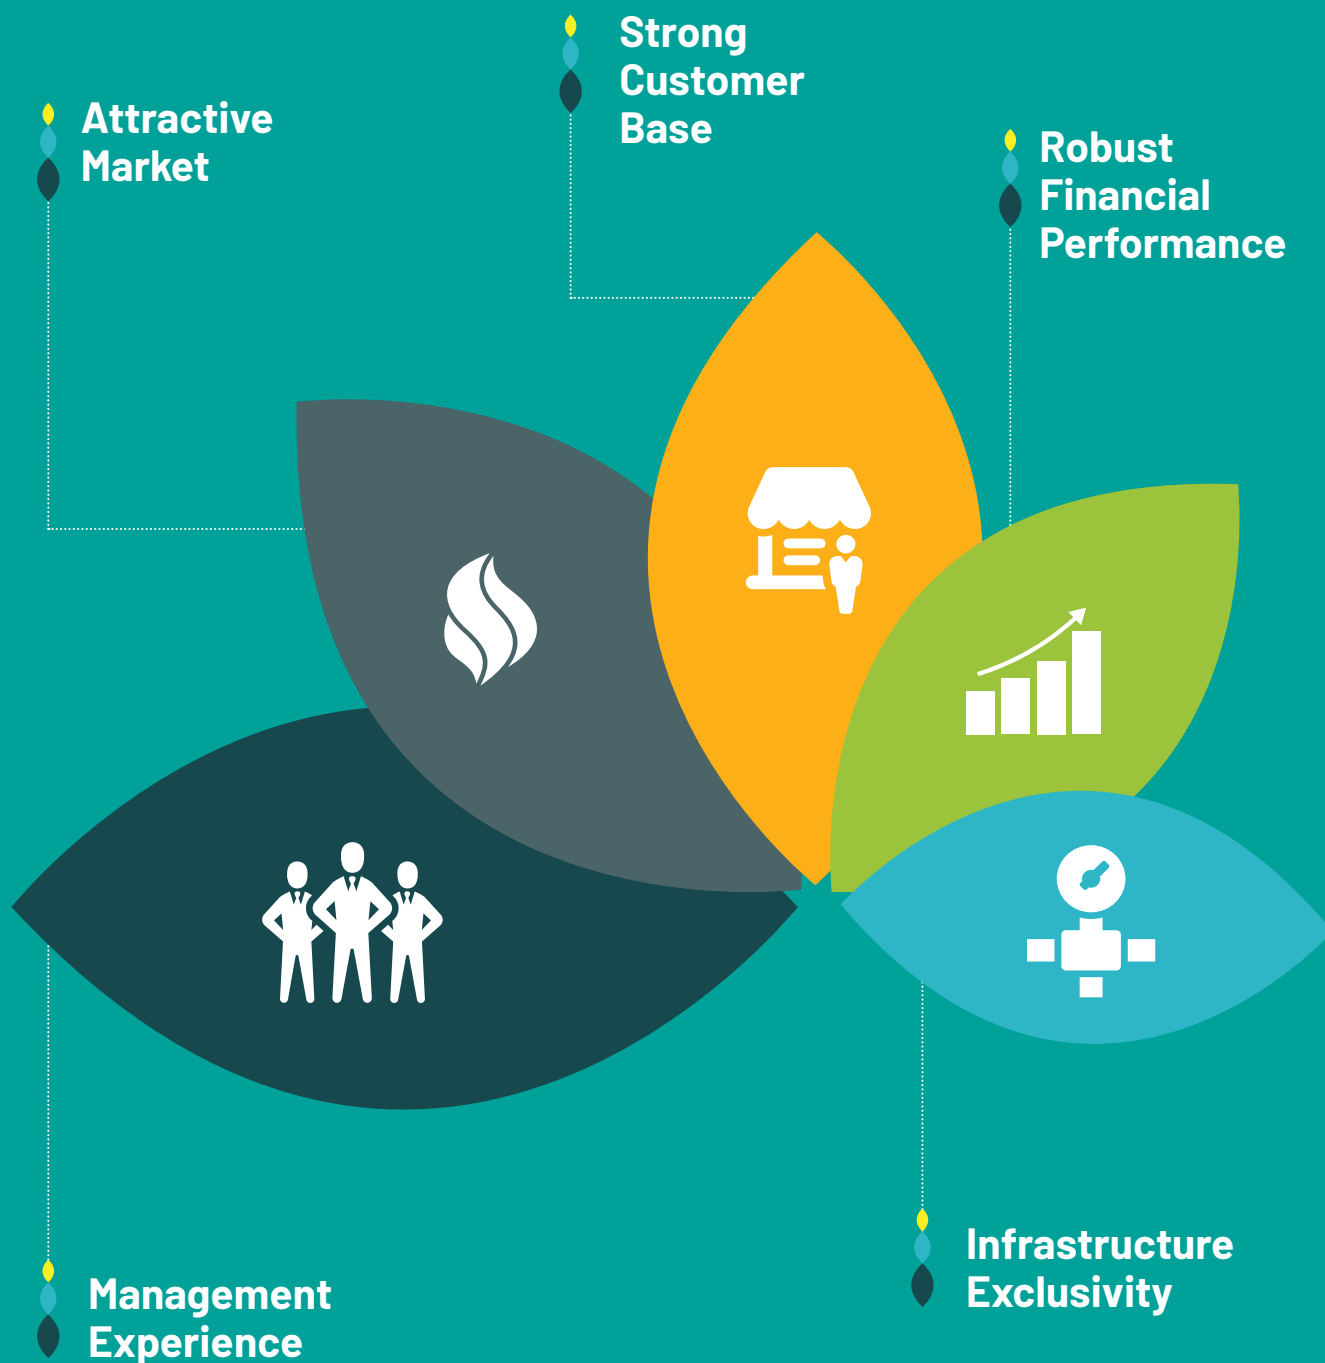 Strong
Customer
Base
Attractive
Market
Robust
Financial
Performance
Infrastructure
Exclusivity
Management
Experience